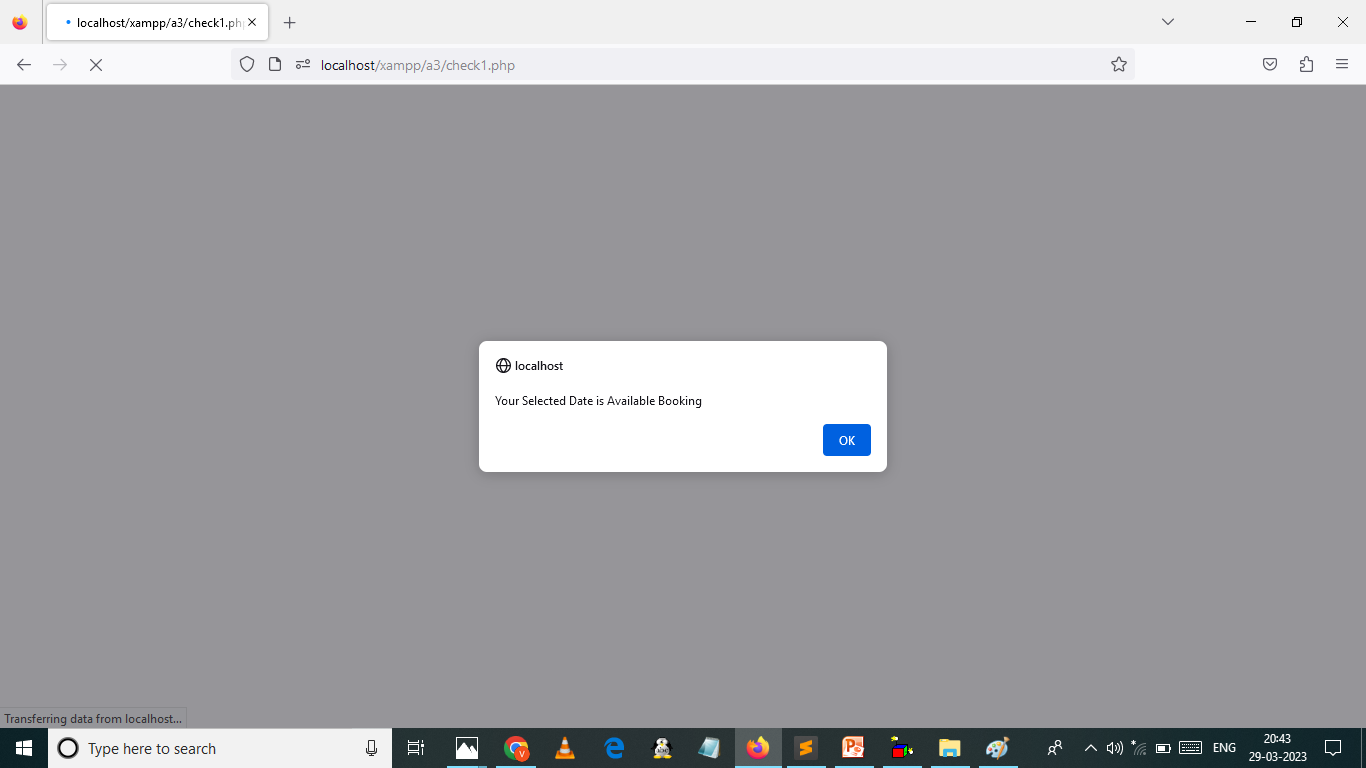 localhost/xampp/a3/check1.ph
localhost/xampp/a3/check1.php
localhost
Your Selected Date is Available Booking
OK
Transferring data from localhost...
Type here to search
V
ENG
20:43
29-03-2023